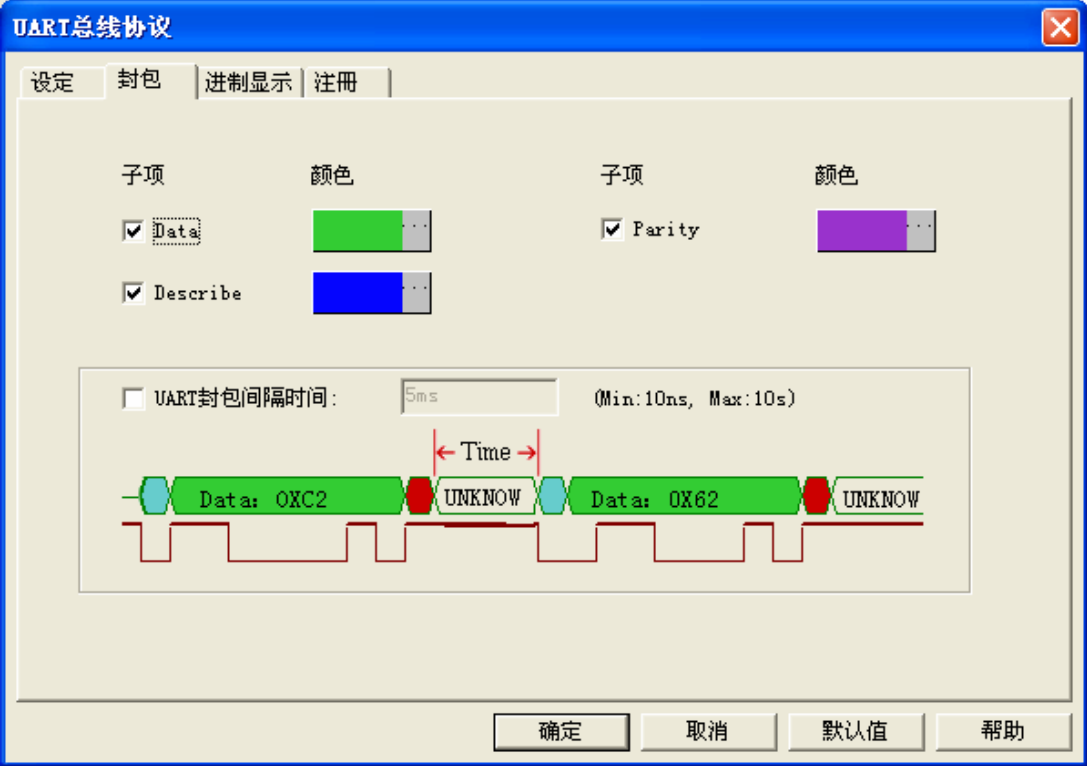 UART总线协议
设定 封包 进制显示 注册
子项 颜色 子项 颜色
Data ... Parity ...
Describe ...
UART封包间隔时间: 5ms (Min:10ns, Max:10s)
Time
Data: 0XC2 UNKNOW Data: 0X62 UNKNOW
确定 取消 默认值 帮助